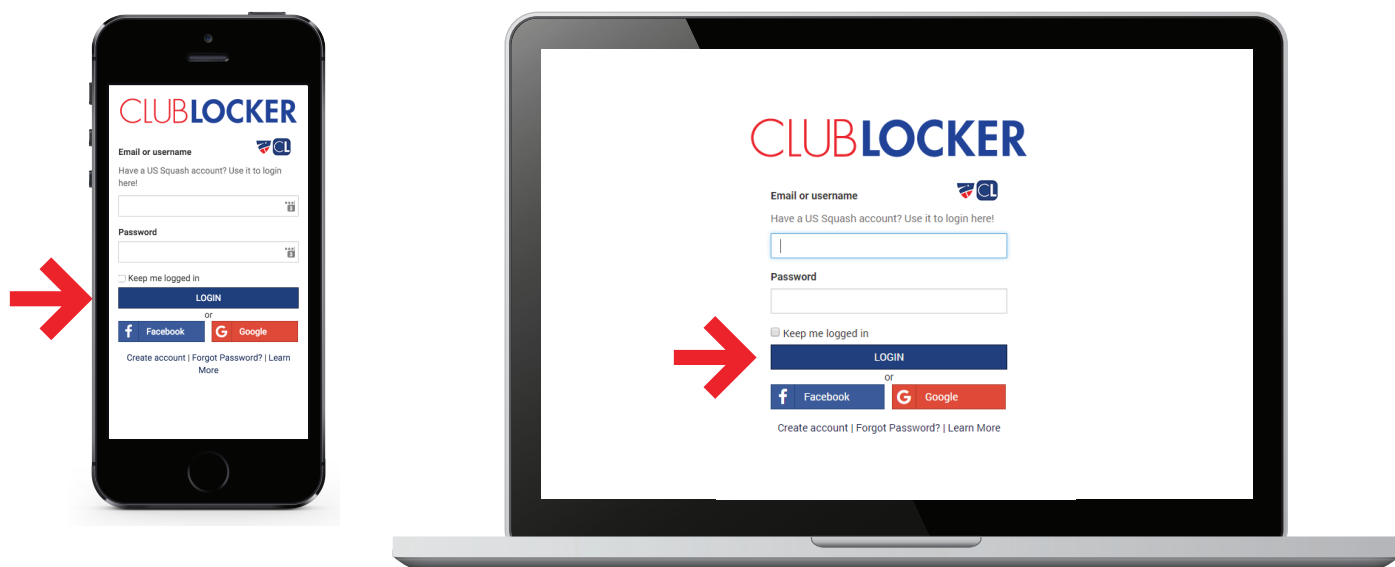 CLUBLOCKER
Email or username
CL
Have a US Squash account? Use it to login
here!
Password
Keep me logged in
LOGIN
or
f Facebook
G Google
Create account | Forgot Password? | Learn
More
CLUBLOCKER
Email or username
CL
Have a US Squash account? Use it to login here!
Password
Keep me logged in
LOGIN
or
f Facebook
G Google
Create account | Forgot Password? | Learn More